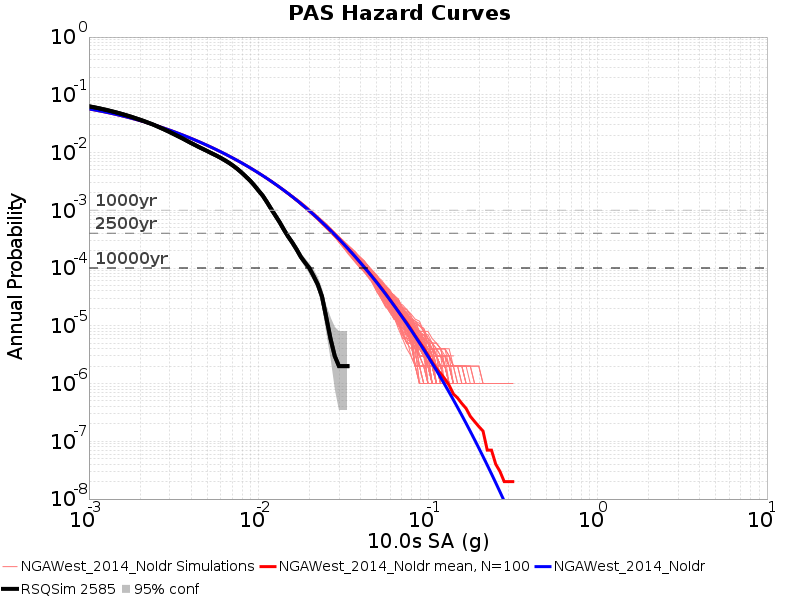 PAS Hazard Curves
Annual Probability
10^0
10^-1
10^-2
10^-3
10^-4
10^-5
10^-6
10^-7
10^-8
1000yr
2500yr
10000yr
10^-3 10^-2 10^-1 10^0 10^1
10.0s SA (g)
NGAWest_2014_NoIdr Simulations NGAWest_2014_NoIdr mean, N=100 NGAWest_2014_NoIdr
RSQSim 2585 95% conf